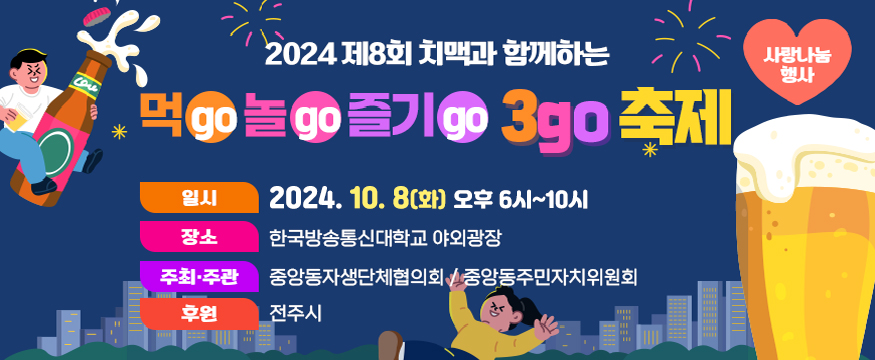 2024 제8회 치맥과 함께하는
사랑나눔
행사
먹go 놀go 즐기go 3go 축제
일시 2024. 10. 8(화) 오후 6시~10시
장소 한국방송통신대학교 야외광장
주최·주관 중앙동자생단체협의회 / 중앙동주민자치위원회
후원 전주시